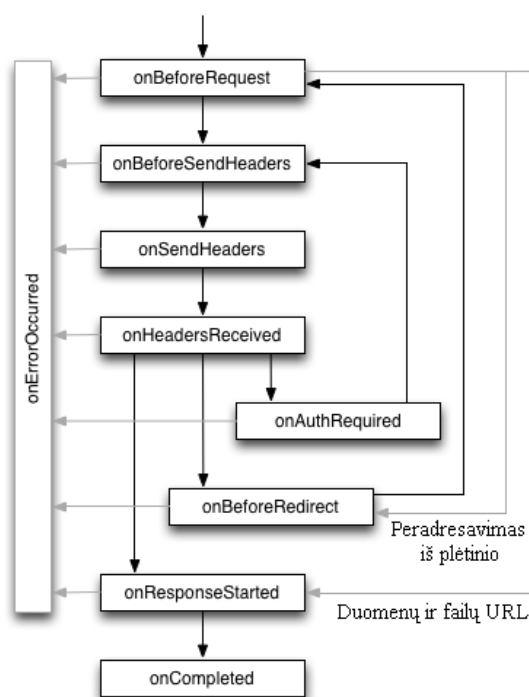 onBeforeRequest
onBeforeSendHeaders
onSendHeaders
onErrorOccurred
onHeadersReceived
onAuthRequired
onBeforeRedirect
Peradresavimas
iš plėtinio
onResponseStarted
Duomenų ir failų URL
onCompleted